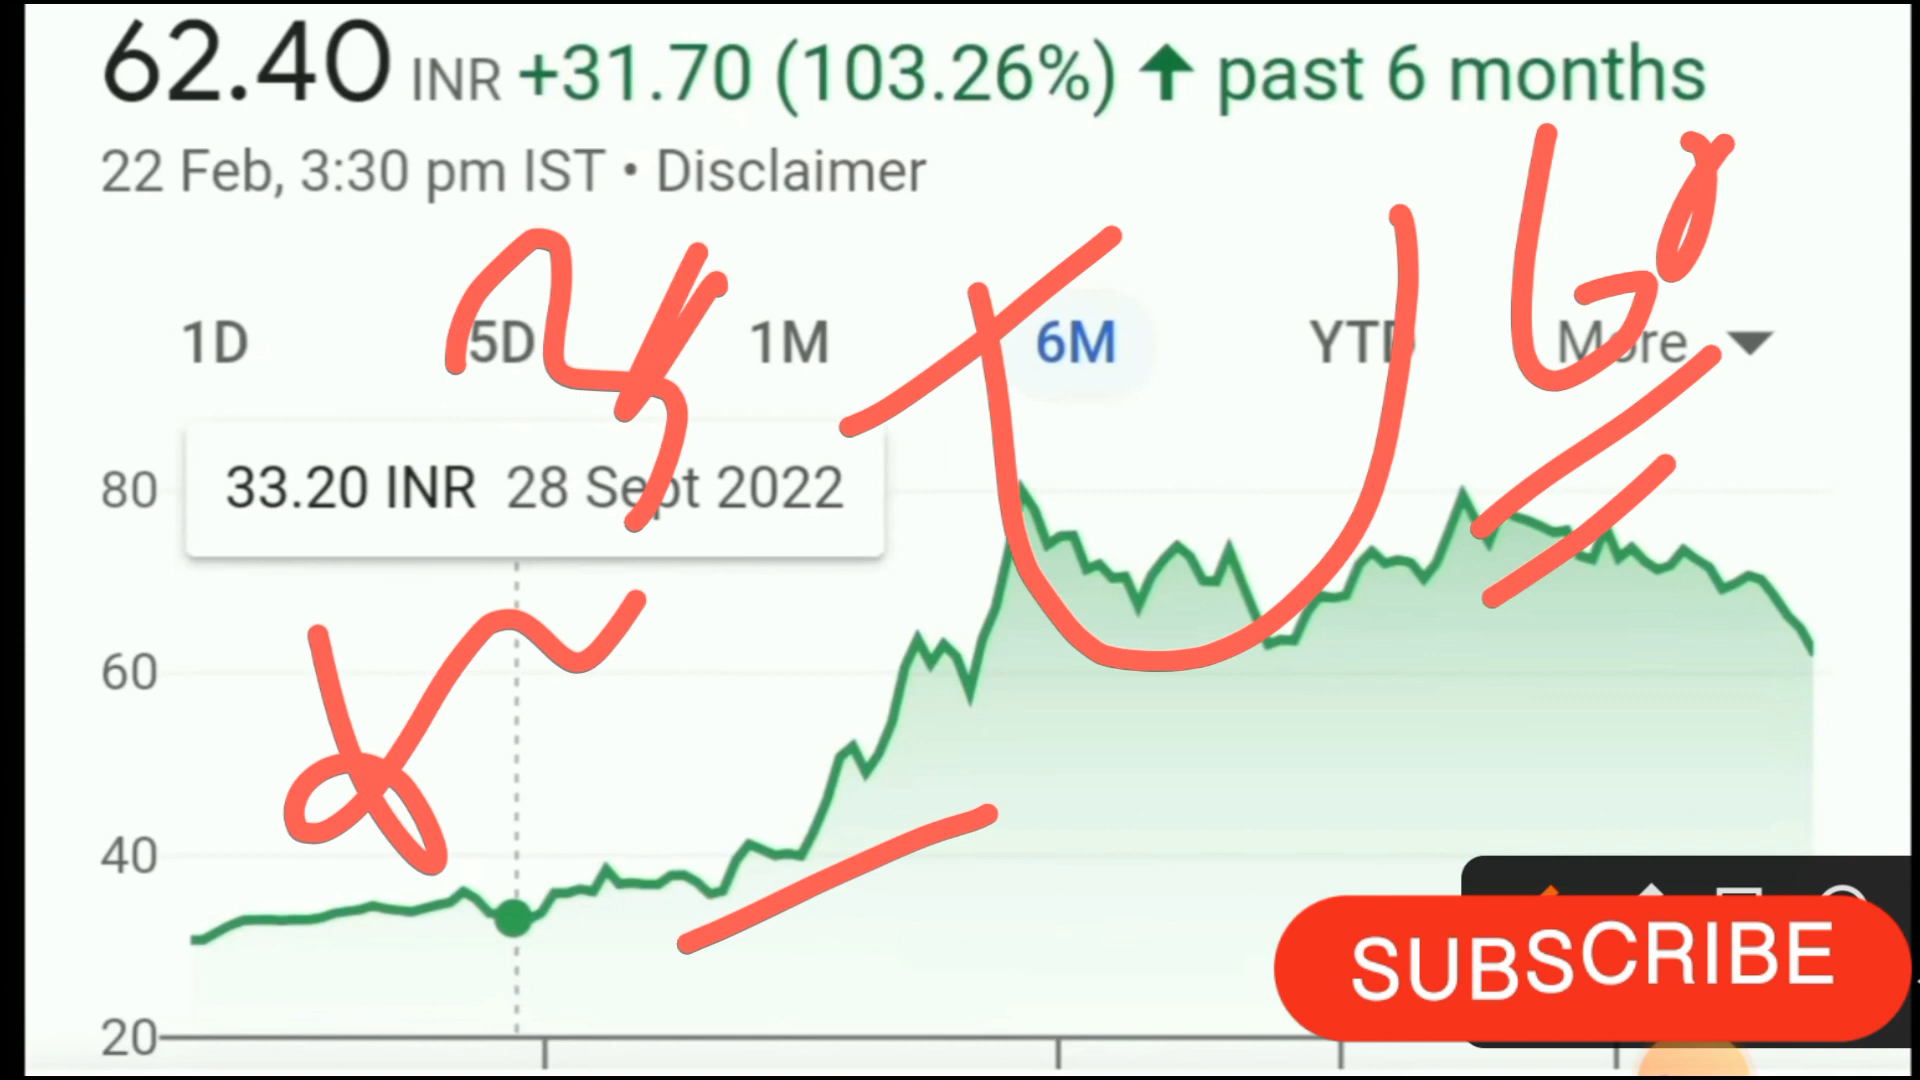 62.40 INR +31.70 (103.26%) ↑ past 6 months
22 Feb, 3:30 pm IST • Disclaimer
1D 5D 1M 6M YTD More
33.20 INR 28 Sept 2022
80
60
40
20
SUBSCRIBE